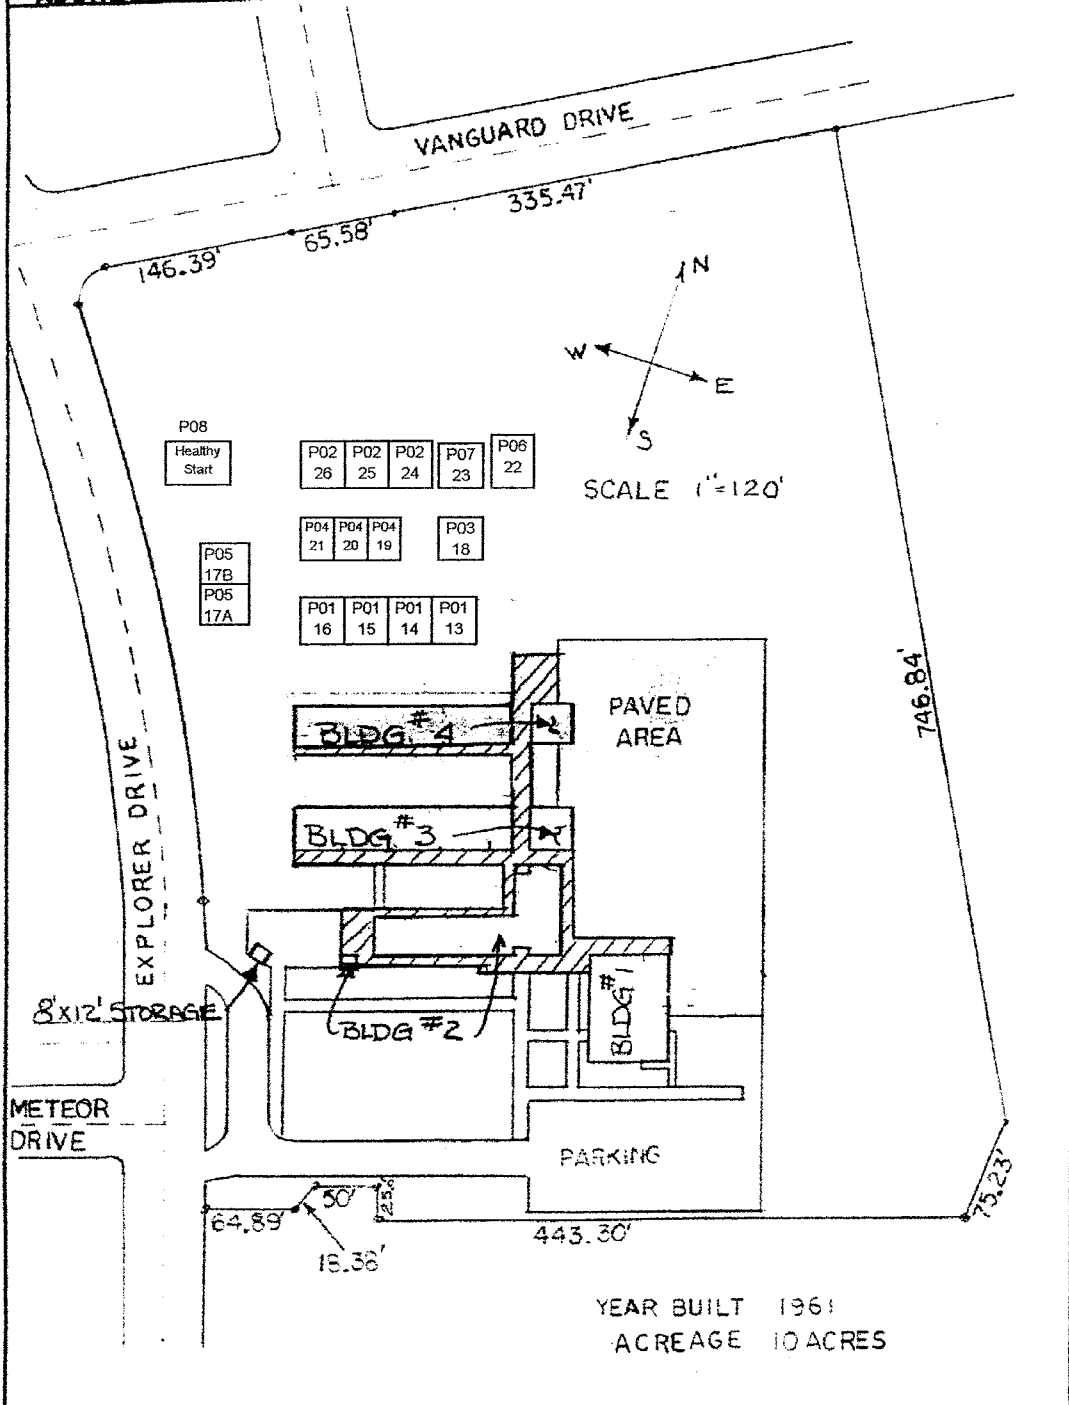 VANGUARD DRIVE
335.47'
65.58'
146.39'
N
W
E
S
SCALE 1"=120'
P08
Healthy
Start
P02 P02 P02 P07 P06
26 25 24 23 22
P04 P04 P04 P03
21 20 19 18
P05
17B
P05
17A
P01 P01 P01 P01
16 15 14 13
746.84'
PAVED
AREA
BLDG. #4
BLDG. #3
EXPLORER DRIVE
8'X12' STORAGE
BLDG #2
BLDG #1
METEOR
DRIVE
PARKING
75.23'
64.89'
50'
443.30'
YEAR BUILT 1961
ACREAGE 10 ACRES